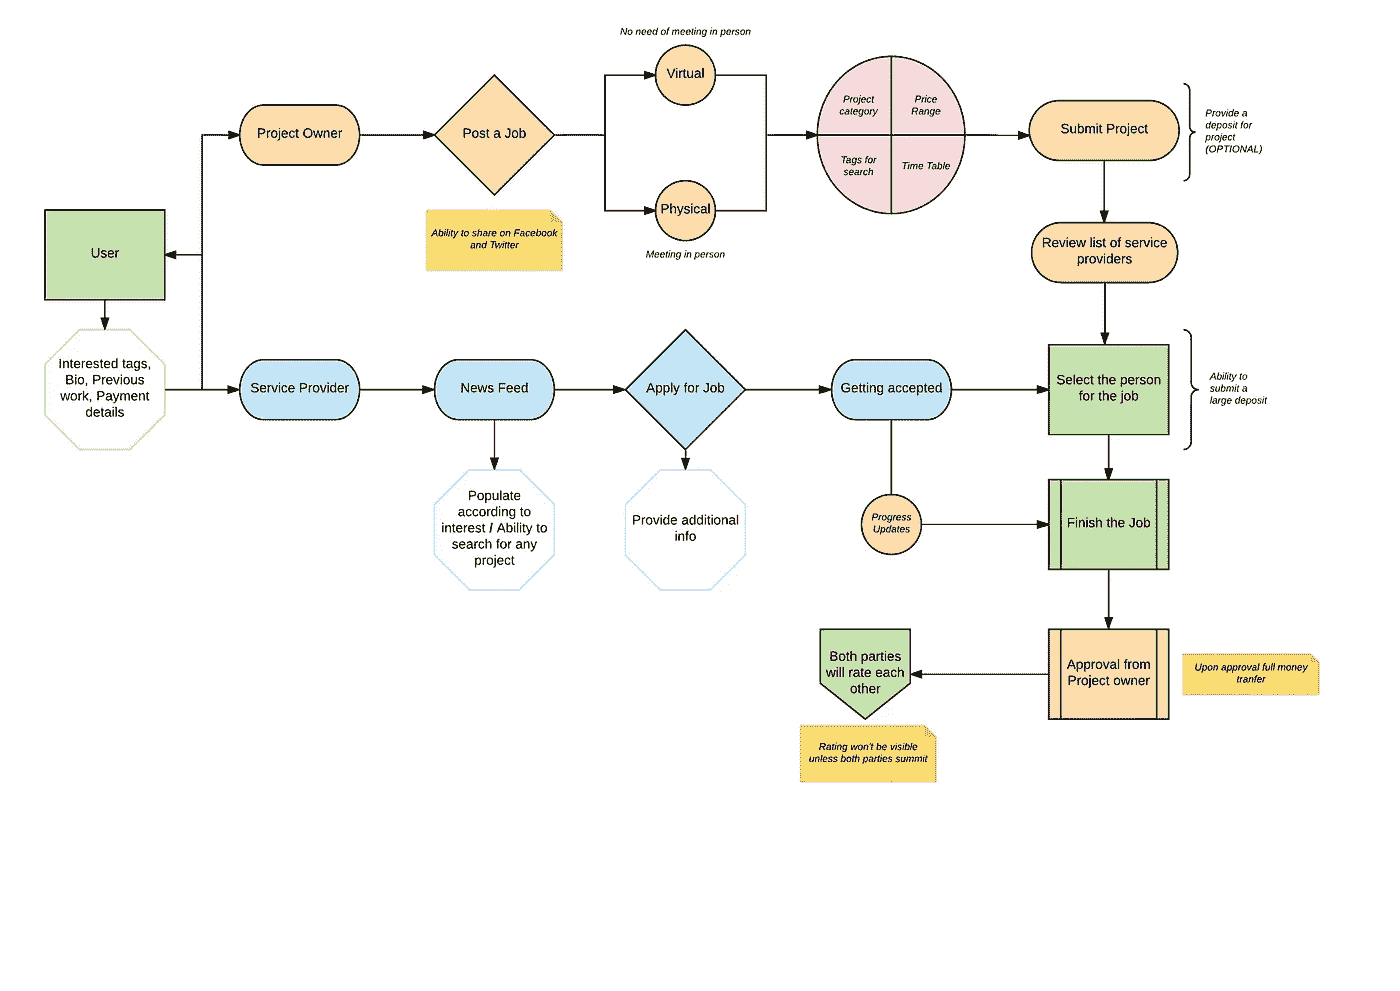 No need of meeting in person
Virtual
Project Owner
Post a Job
Project
category
Price
Range
Tags for
search
Time Table
Submit Project
Provide a
deposit for
project
(OPTIONAL)
Physical
Meeting in person
Ability to share on Facebook
and Twitter
User
Review list of service
providers
Interested tags,
Bio, Previous
work, Payment
details
Service Provider
News Feed
Apply for Job
Getting accepted
Select the person
for the job
Ability to
submit a
large deposit
Populate
according to
interest / Ability to
search for any
project
Provide additional
info
Progress
Updates
Finish the Job
Both parties
will rate each
other
Approval from
Project owner
Upon approval full money
tranfer
Rating won't be visible
unless both parties summit